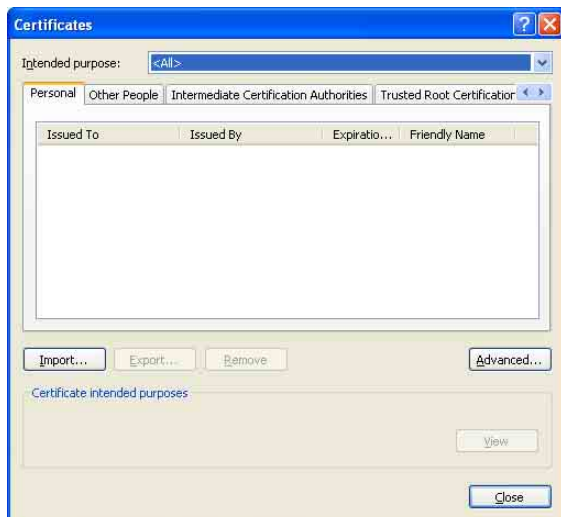 Certificates
Intended purpose: <All>
Personal Other People Intermediate Certification Authorities Trusted Root Certification
Issued To Issued By Expiratio... Friendly Name
Import... Export... Remove Advanced...
Certificate intended purposes
View
Close